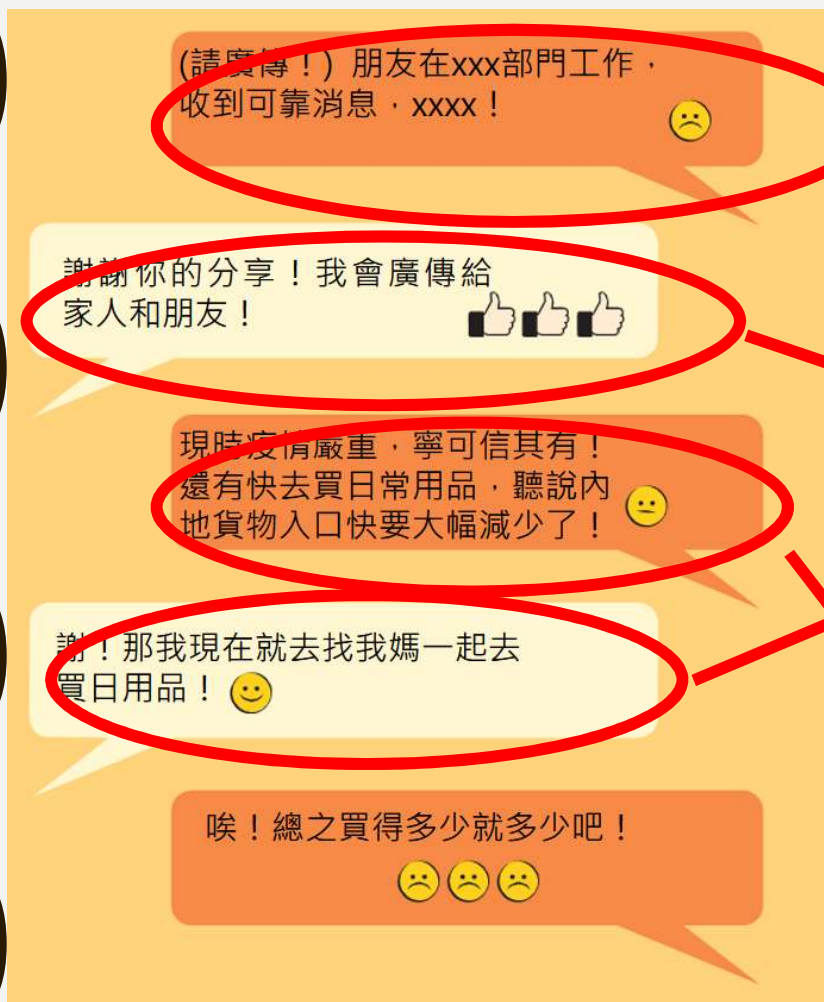 (請廣傳！) 朋友在xxx部門工作，
收到可靠消息，xxxx！
謝謝你的分享！我會廣傳給
家人和朋友！
現時疫情嚴重，寧可信其有！
還有快去買日常用品，聽說內
地貨物入口快要大幅減少了！
謝！那我現在就去找我媽一起去
買日用品！
唉！總之買得多少就多少吧！